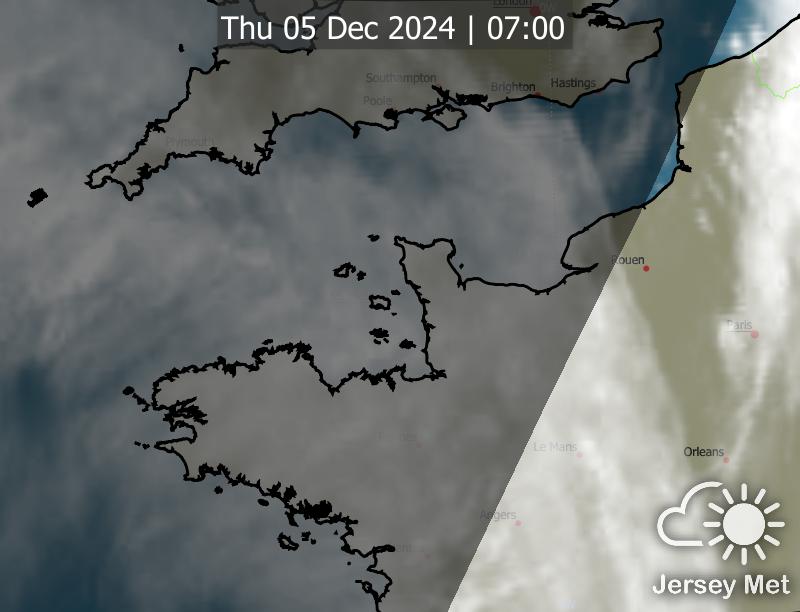 London
Thu 05 Dec 2024 | 07:00
Southampton
Brighton
Hastings
Poole
Plymouth
Rouen
Paris
Rennes
Le Mans
Orleans
Angers
Jersey Met